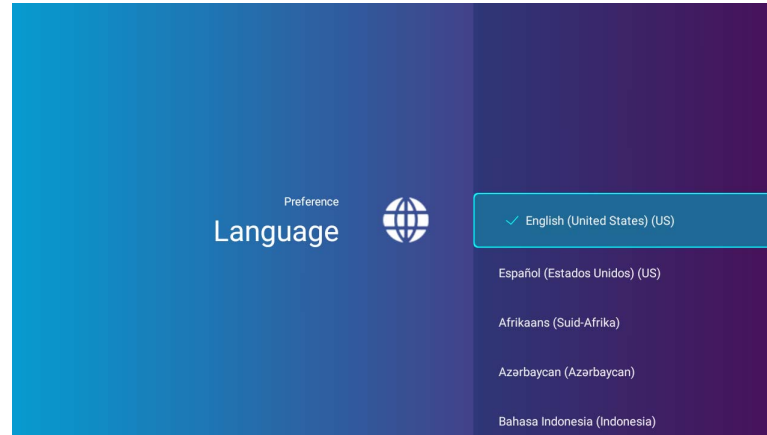 Preference
Language
English (United States) (US)
Español (Estados Unidos) (US)
Afrikaans (Suid-Afrika)
Azərbaycan (Azərbaycan)
Bahasa Indonesia (Indonesia)